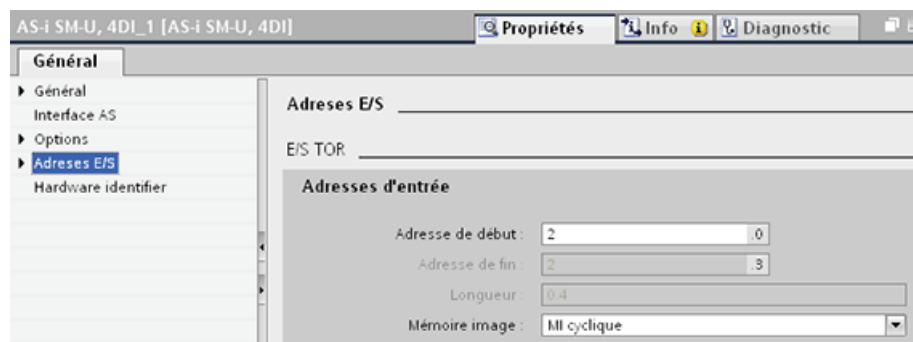 AS-i SM-U, 4DI_1 [AS-i SM-U, 4DI]
Propriétés
Info
Diagnostic
Général
Général
Interface AS
Options
Adreses E/S
Hardware identifier
Adreses E/S
E/S TOR
Adresses d'entrée
Adresse de début : 2 .0
Adresse de fin : 2 .3
Longueur : 0.4
Mémoire image : MI cyclique